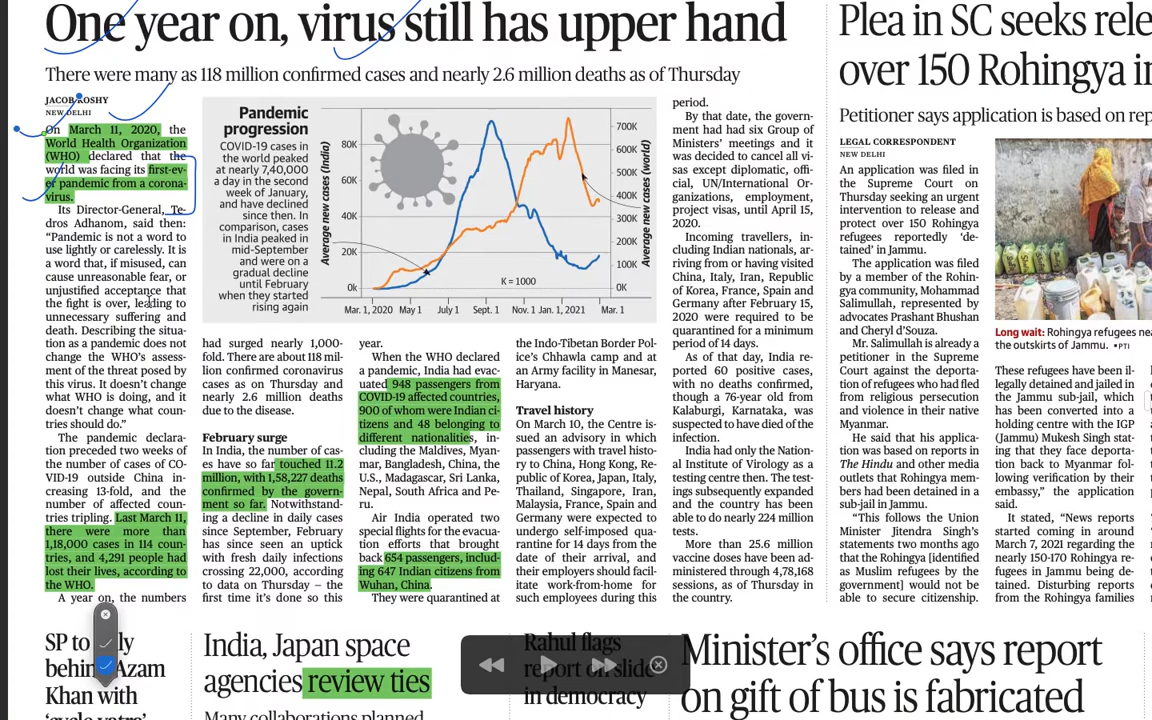 One year on, virus still has upper hand
There were many as 118 million confirmed cases and nearly 2.6 million deaths as of Thursday
JACOB KOSHY
NEW DELHI
On March 11, 2020, the
World Health Organization
(WHO) declared that the
world was facing its first-ev-
er pandemic from a corona-
virus.
Its Director-General, Te-
dros Adhanom, said then:
“Pandemic is not a word to
use lightly or carelessly. It is
a word that, if misused, can
cause unreasonable fear, or
unjustified acceptance that
the fight is over, leading to
unnecessary suffering and
death. Describing the situa-
tion as a pandemic does not
change the WHO’s assess-
ment of the threat posed by
this virus. It doesn’t change
what WHO is doing, and it
doesn’t change what coun-
tries should do.”
The pandemic declara-
tion preceded two weeks of
the number of cases of CO-
VID-19 outside China in-
creasing 13-fold, and the
number of affected coun-
tries tripling. Last March 11,
there were more than
1,18,000 cases in 114 coun-
tries, and 4,291 people had
lost their lives, according to
the WHO.
A year on, the numbers
Pandemic
progression
COVID-19 cases in
the world peaked
at nearly 7,40,000
a day in the second
week of January,
and have declined
since then. In
comparison, cases
in India peaked in
mid-September
and were on a
gradual decline
until February
when they started
rising again
Average new cases (India)
80K
60K
40K
20K
0k
700K
600K
500K
400K
300K
200K
100K
0K
Average new cases (world)
K = 1000
Mar. 1, 2020 May 1 July 1 Sept. 1 Nov. 1 Jan. 1, 2021 Mar. 1
had surged nearly 1,000-
fold. There are about 118 mil-
lion confirmed coronavirus
cases as on Thursday and
nearly 2.6 million deaths
due to the disease.
February surge
In India, the number of cas-
es have so far touched 11.2
million, with 1,58,227 deaths
confirmed by the govern-
ment so far. Notwithstand-
ing a decline in daily cases
since September, February
has since seen an uptick
with fresh daily infections
crossing 22,000, according
to data on Thursday – the
first time it’s done so this
year.
When the WHO declared
a pandemic, India had evac-
uated 948 passengers from
COVID-19 affected countries,
900 of whom were Indian ci-
tizens and 48 belonging to
different nationalities, in-
cluding the Maldives, Myan-
mar, Bangladesh, China, the
U.S., Madagascar, Sri Lanka,
Nepal, South Africa and Pe-
ru.
Air India operated two
special flights for the evacua-
tion efforts that brought
back 654 passengers, includ-
ing 647 Indian citizens from
Wuhan, China.
They were quarantined at
the Indo-Tibetan Border Pol-
ice’s Chhawla camp and at
an Army facility in Manesar,
Haryana.
Travel history
On March 10, the Centre is-
sued an advisory in which
passengers with travel histo-
ry to China, Hong Kong, Re-
public of Korea, Japan, Italy,
Thailand, Singapore, Iran,
Malaysia, France, Spain and
Germany were expected to
undergo self-imposed qua-
rantine for 14 days from the
date of their arrival, and
their employers should facil-
itate work-from-home for
such employees during this
period.
By that date, the govern-
ment had had six Group of
Ministers’ meetings and it
was decided to cancel all vi-
sas except diplomatic, offi-
cial, UN/International Or-
ganizations, employment,
project visas, until April 15,
2020.
Incoming travellers, in-
cluding Indian nationals, ar-
riving from or having visited
China, Italy, Iran, Republic
of Korea, France, Spain and
Germany after February 15,
2020 were required to be
quarantined for a minimum
period of 14 days.
As of that day, India re-
ported 60 positive cases,
with no deaths confirmed,
though a 76-year old from
Kalaburgi, Karnataka, was
suspected to have died of the
infection.
India had only the Nation-
al Institute of Virology as a
testing centre then. The test-
ings subsequently expanded
and the country has been
able to do nearly 224 million
tests.
More than 25.6 million
vaccine doses have been ad-
ministered through 4,78,168
sessions, as of Thursday in
the country.
Plea in SC seeks rele
over 150 Rohingya in
Petitioner says application is based on rep
LEGAL CORRESPONDENT
NEW DELHI
An application was filed in
the Supreme Court on
Thursday seeking an urgent
intervention to release and
protect over 150 Rohingya
refugees reportedly ‘de-
tained’ in Jammu.
The application was filed
by a member of the Rohin-
gya community, Mohammad
Salimullah, represented by
advocates Prashant Bhushan
and Cheryl d’Souza.
Mr. Salimullah is already a
petitioner in the Supreme
Court against the deporta-
tion of refugees who had fled
from religious persecution
and violence in their native
Myanmar.
He said that his applica-
tion was based on reports in
The Hindu and other media
outlets that Rohingya mem-
bers had been detained in a
sub-jail in Jammu.
“This follows the Union
Minister Jitendra Singh’s
statements two months ago
that the Rohingya [identified
as Muslim refugees by the
government] would not be
able to secure citizenship.
Long wait: Rohingya refugees nea
the outskirts of Jammu. •PTI
These refugees have been il-
legally detained and jailed in
the Jammu sub-jail, which
has been converted into a
holding centre with the IGP
(Jammu) Mukesh Singh stat-
ing that they face deporta-
tion back to Myanmar fol-
lowing verification by their
embassy,” the application
said.
It stated, “News reports
started coming in around
March 7, 2021 regarding the
nearly 150-170 Rohingya re-
fugees in Jammu being de-
tained. Disturbing reports
from the Rohingya families
SP to
behind Azam
Khan with
‘cycle yatra’
India, Japan space
agencies review ties
Many collaborations planned
Rahul flags
report on slide
in democracy
Minister’s office says report
on gift of bus is fabricated